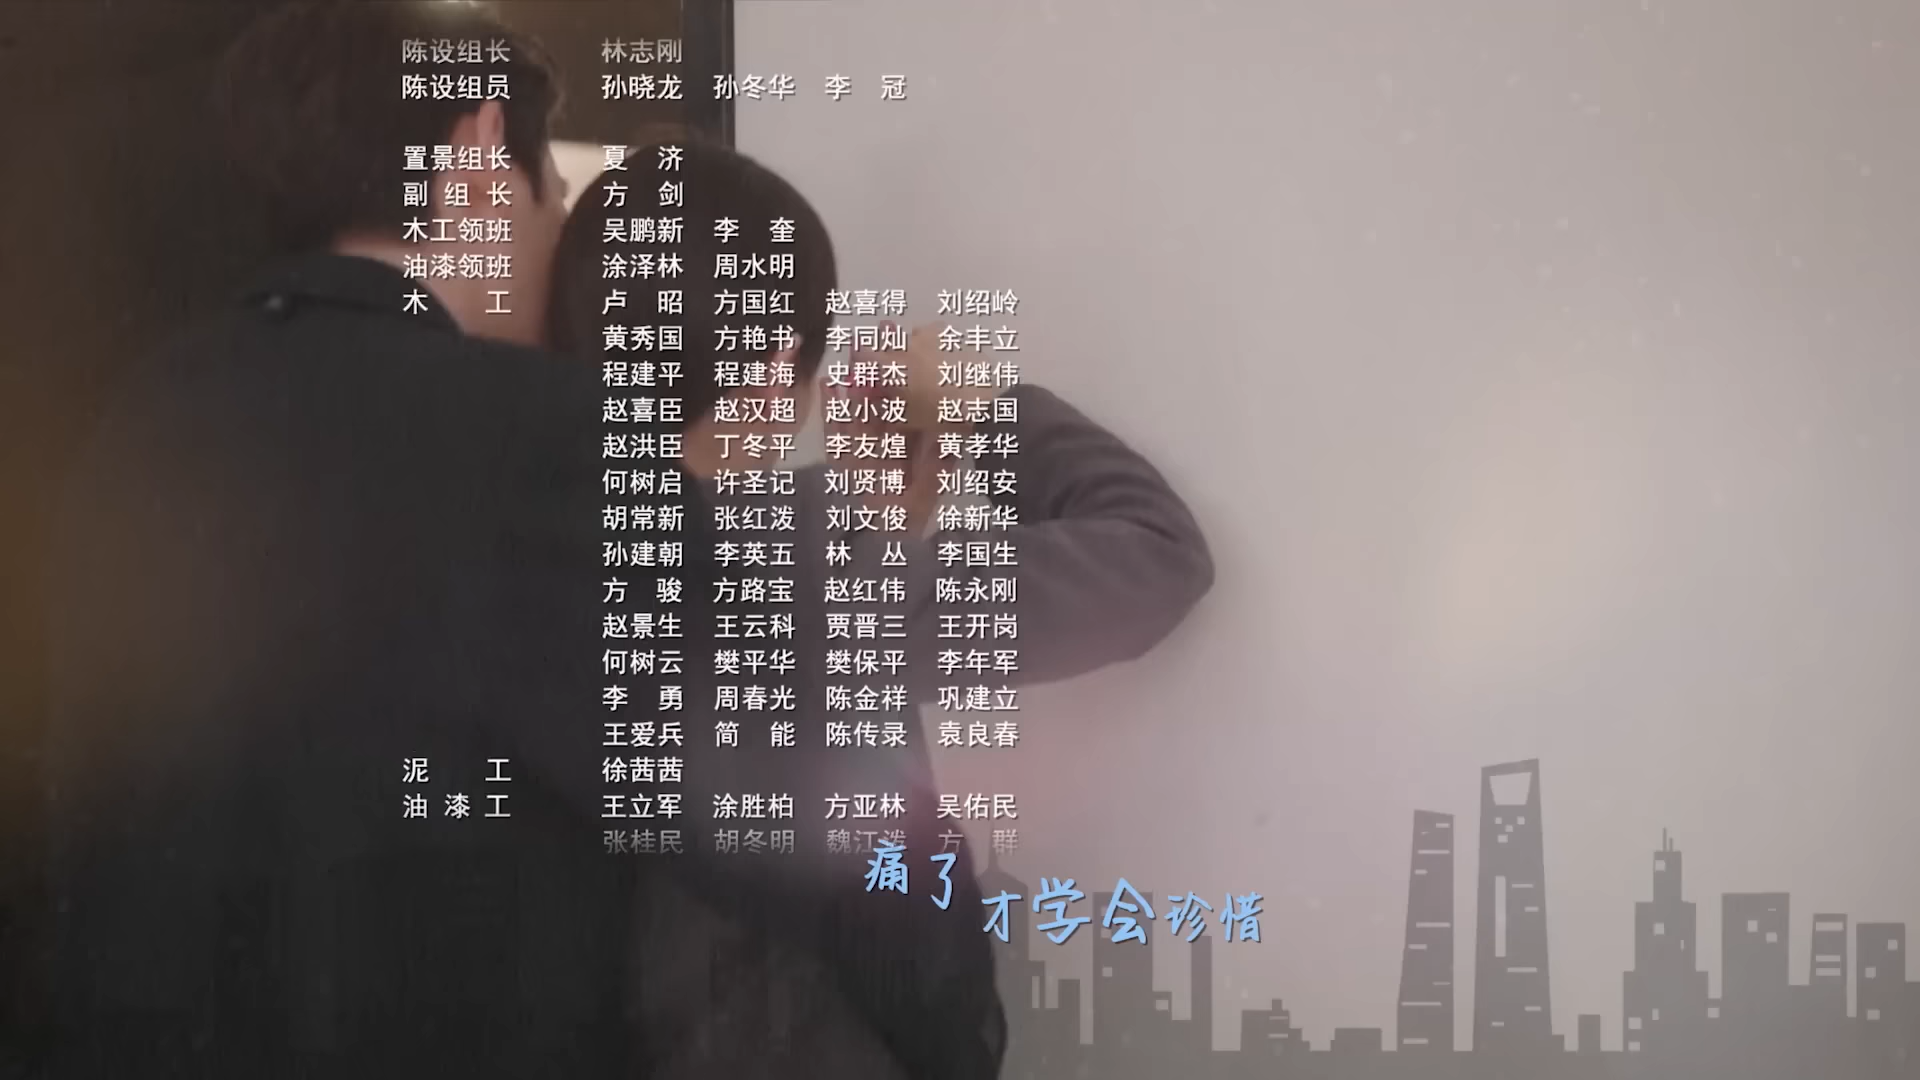 陈设组长 林志刚
陈设组员 孙晓龙 孙冬华 李 冠
置景组长 夏 济
副组长 方 剑
木工领班 吴鹏新 李 奎
油漆领班 涂泽林 周水明
木 工 卢 昭 方国红 赵喜得 刘绍岭
黄秀国 方艳书 李同灿 余丰立
程建平 程建海 史群杰 刘继伟
赵喜臣 赵汉超 赵小波 赵志国
赵洪臣 丁冬平 李友煌 黄孝华
何树启 许圣记 刘贤博 刘绍安
胡常新 张红泼 刘文俊 徐新华
孙建朝 李英五 林 丛 李国生
方 骏 方路宝 赵红伟 陈永刚
赵景生 王云科 贾晋三 王开岗
何树云 樊平华 樊保平 李年军
李 勇 周春光 陈金祥 巩建立
王爱兵 简 能 陈传录 袁良春
泥 工 徐茜茜
油漆工 王立军 涂胜柏 方亚林 吴佑民
张桂民 胡冬明 魏江泼 方 群
痛了
才学会珍惜